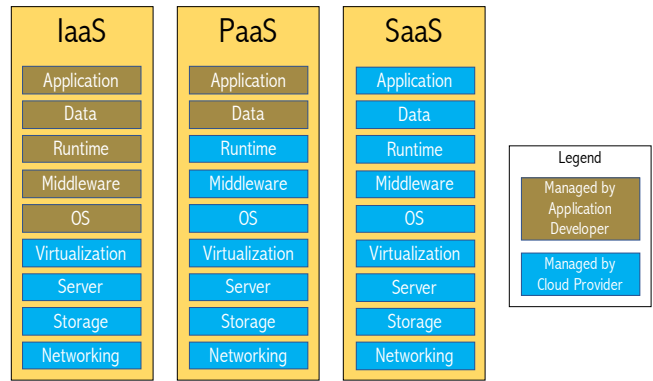 IaaS
Application
Data
Runtime
Middleware
OS
Virtualization
Server
Storage
Networking
PaaS
Application
Data
Runtime
Middleware
OS
Virtualization
Server
Storage
Networking
SaaS
Application
Data
Runtime
Middleware
OS
Virtualization
Server
Storage
Networking
Legend
Managed by
Application
Developer
Managed by
Cloud Provider